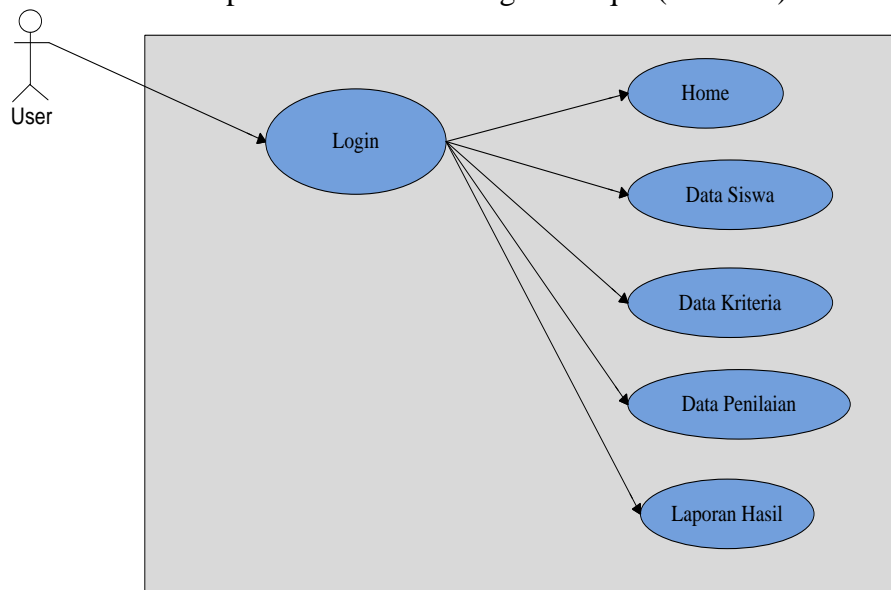 User
Login
Home
Data Siswa
Data Kriteria
Data Penilaian
Laporan Hasil